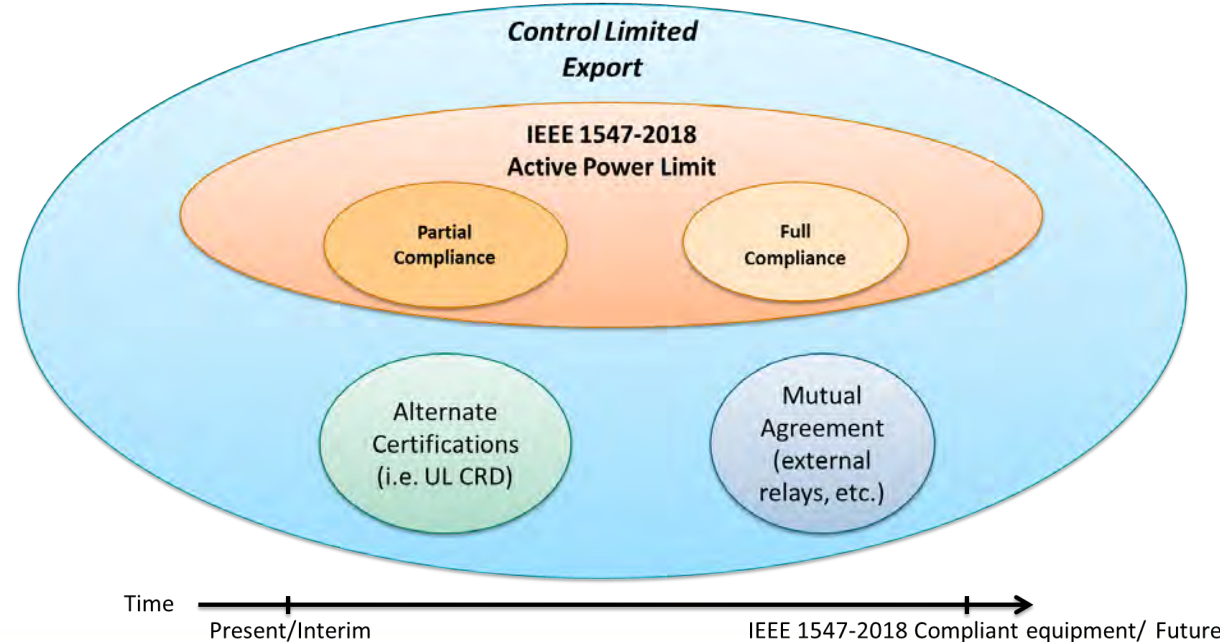 Control Limited
Export
IEEE 1547-2018
Active Power Limit
Partial
Compliance
Full
Compliance
Alternate
Certifications
(i.e. UL CRD)
Mutual
Agreement
(external
relays, etc.)
Time
Present/Interim
IEEE 1547-2018 Compliant equipment/ Future